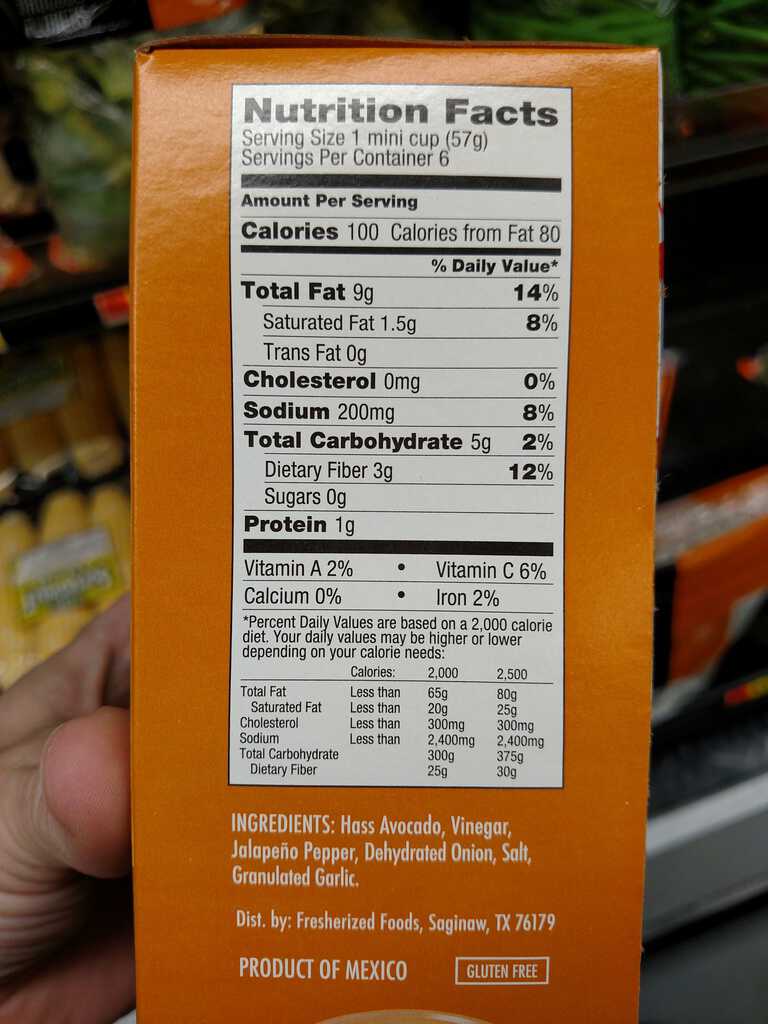 Nutrition Facts
Serving Size 1 mini cup (57g)
Servings Per Container 6
Amount Per Serving
Calories 100 Calories from Fat 80
% Daily Value*
Total Fat 9g 14%
Saturated Fat 1.5g 8%
Trans Fat 0g
Cholesterol 0mg 0%
Sodium 200mg 8%
Total Carbohydrate 5g 2%
Dietary Fiber 3g 12%
Sugars 0g
Protein 1g
Vitamin A 2% • Vitamin C 6%
Calcium 0% • Iron 2%
*Percent Daily Values are based on a 2,000 calorie
diet. Your daily values may be higher or lower
depending on your calorie needs:
Calories: 2,000 2,500
Total Fat Less than 65g 80g
Saturated Fat Less than 20g 25g
Cholesterol Less than 300mg 300mg
Sodium Less than 2,400mg 2,400mg
Total Carbohydrate 300g 375g
Dietary Fiber 25g 30g
INGREDIENTS: Hass Avocado, Vinegar,
Jalapeño Pepper, Dehydrated Onion, Salt,
Granulated Garlic.
Dist. by: Fresherized Foods, Saginaw, TX 76179
PRODUCT OF MEXICO GLUTEN FREE